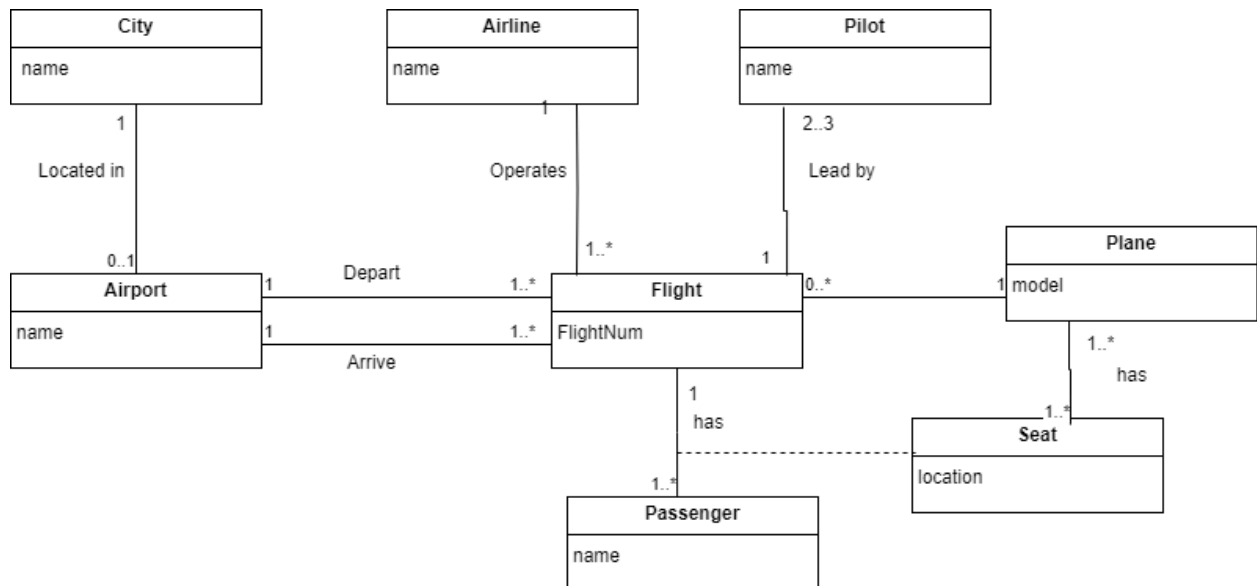 City
Airline
Pilot
name
name
name
1
1
2..3
Located in
Operates
Lead by
0..1
1..*
1
Plane
model
Airport
name
1
Depart
1..*
1
Arrive
1..*
Flight
FlightNum
0..*
1
1..*
has
1..*
1
has
1..*
Seat
location
Passenger
name